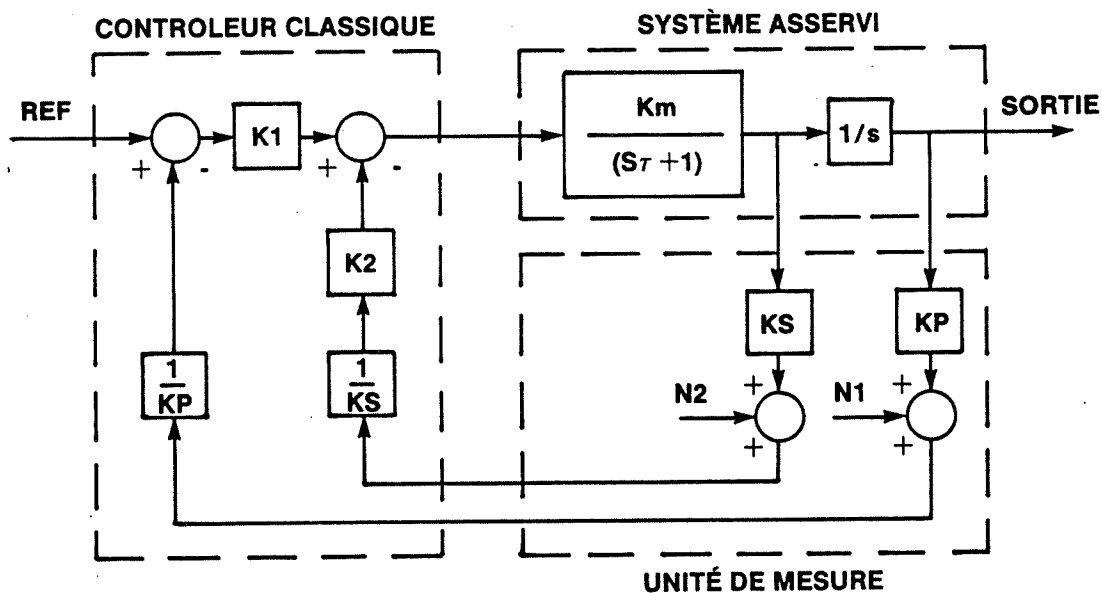 CONTROLEUR CLASSIQUE
SYSTÈME ASSERVI
REF
+
-
K1
+
-
Km
(Sτ +1)
1/s
SORTIE
K2
1
KP
1
KS
KS
KP
N2
+
+
N1
+
+
UNITÉ DE MESURE